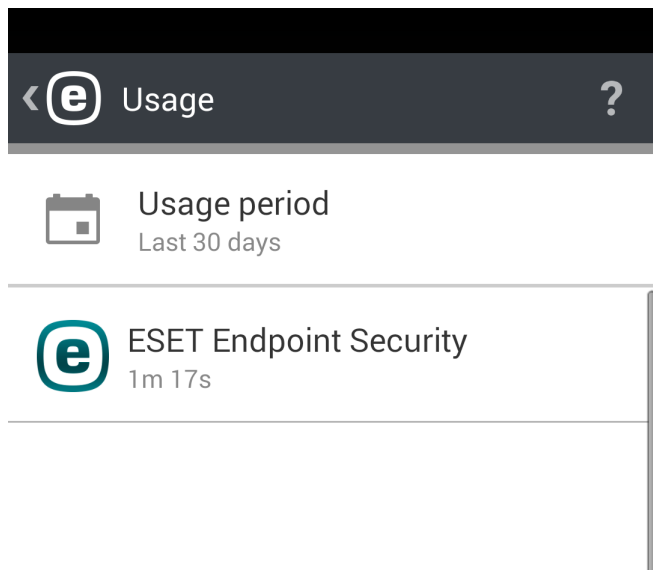 e Usage ?
Usage period
Last 30 days
e ESET Endpoint Security
1m 17s